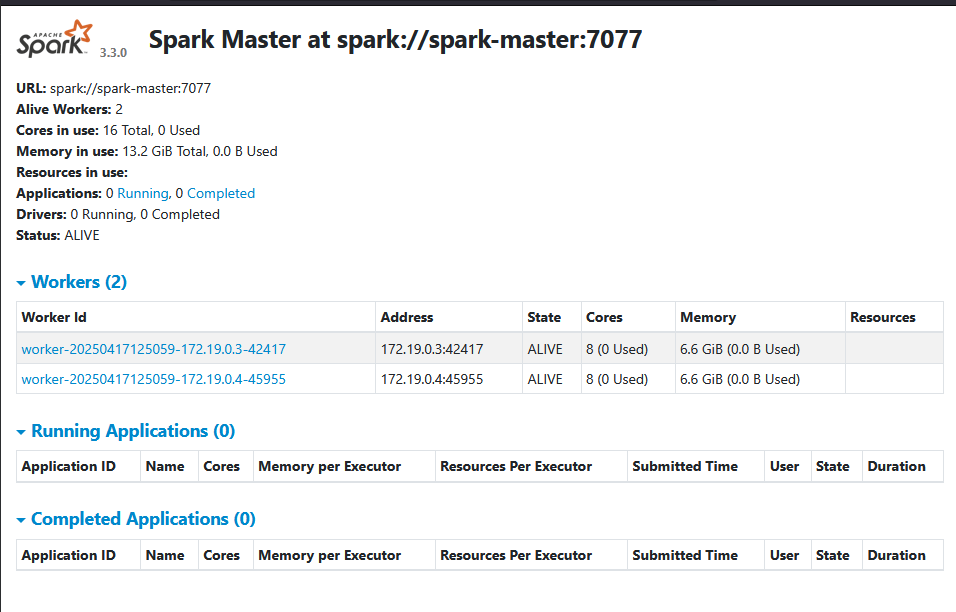 APACHE
Spark 3.3.0 Spark Master at spark://spark-master:7077
URL: spark://spark-master:7077
Alive Workers: 2
Cores in use: 16 Total, 0 Used
Memory in use: 13.2 GiB Total, 0.0 B Used
Resources in use:
Applications: 0 Running, 0 Completed
Drivers: 0 Running, 0 Completed
Status: ALIVE
Workers (2)
Worker Id Address State Cores Memory Resources
worker-20250417125059-172.19.0.3-42417 172.19.0.3:42417 ALIVE 8 (0 Used) 6.6 GiB (0.0 B Used)
worker-20250417125059-172.19.0.4-45955 172.19.0.4:45955 ALIVE 8 (0 Used) 6.6 GiB (0.0 B Used)
Running Applications (0)
Application ID Name Cores Memory per Executor Resources Per Executor Submitted Time User State Duration
Completed Applications (0)
Application ID Name Cores Memory per Executor Resources Per Executor Submitted Time User State Duration